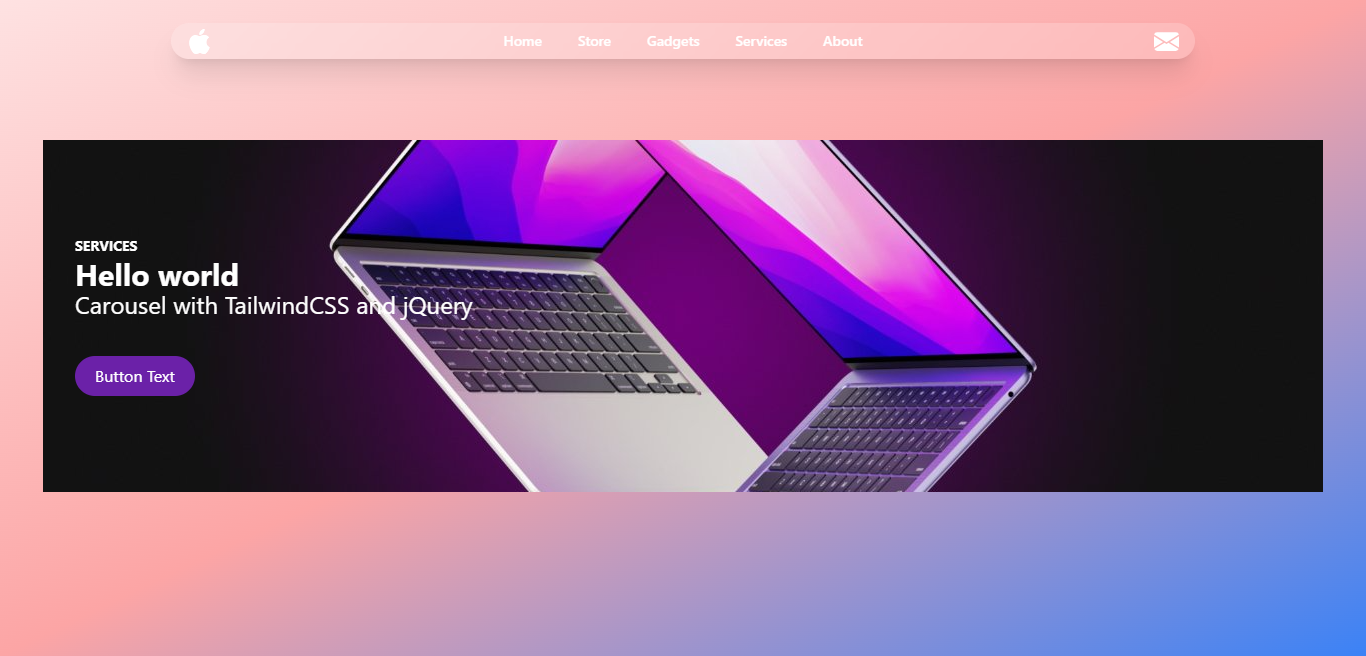 Home Store Gadgets Services About
SERVICES
Hello world
Carousel with TailwindCSS and jQuery
Button Text